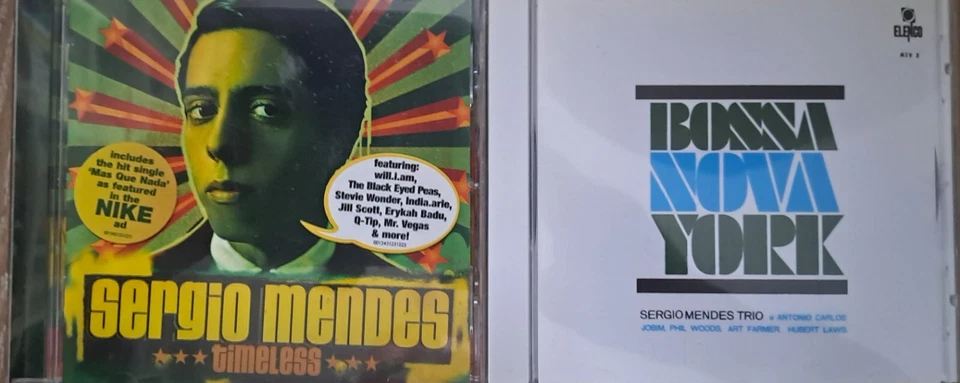 includes
the hit single
'Mas Que Nada'
as featured
in the
NIKE
ad
featuring:
will.i.am,
The Black Eyed Peas,
Stevie Wonder, India.arie,
Jill Scott, Erykah Badu,
Q-Tip, Mr. Vegas
& more!
sergio mendes
timeless
ELENCO
BOSSA
NOVA
YORK
SERGIO MENDES TRIO e ANTONIO CARLOS
JOBIM, PHIL WOODS, ART FARMER, HUBERT LAWS